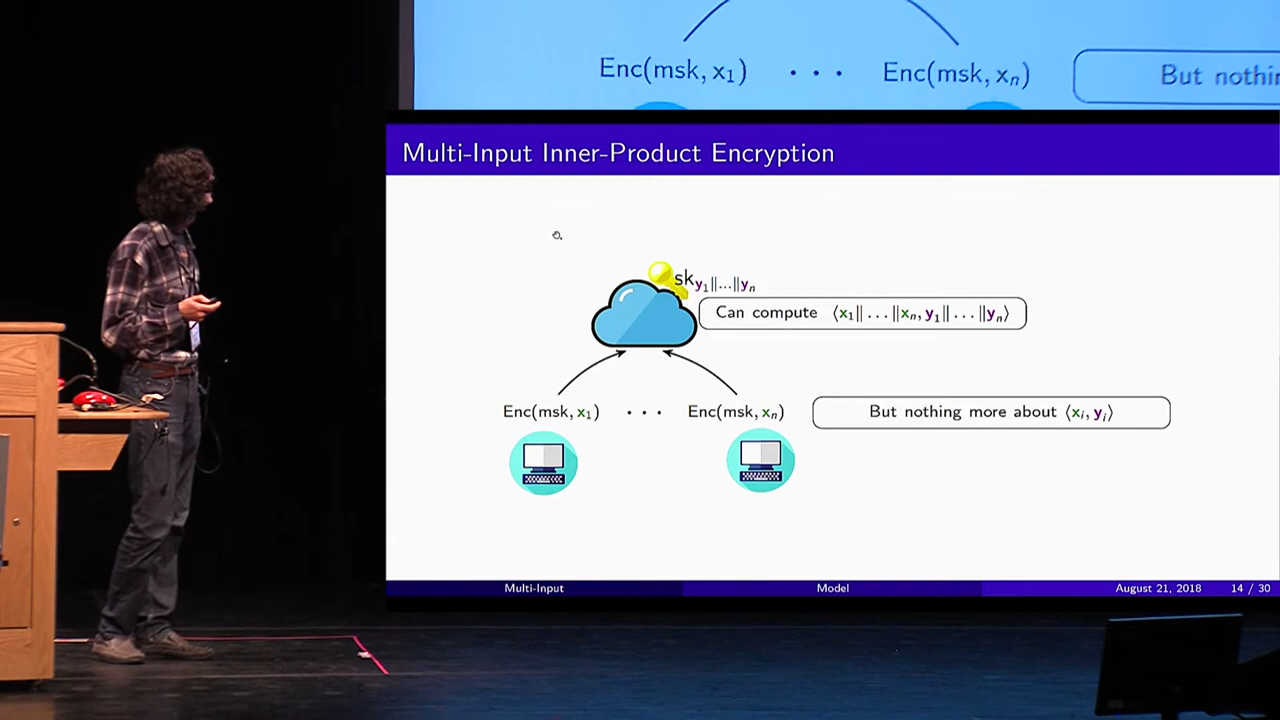 Enc(msk, x₁) · · · Enc(msk, xₙ)
But nothi
Multi-Input Inner-Product Encryption
sk y₁‖...‖yₙ
Can compute ⟨x₁‖...‖xₙ, y₁‖...‖yₙ⟩
Enc(msk, x₁) · · · Enc(msk, xₙ)
But nothing more about ⟨xᵢ, yᵢ⟩
Multi-Input Model August 21, 2018 14 / 30